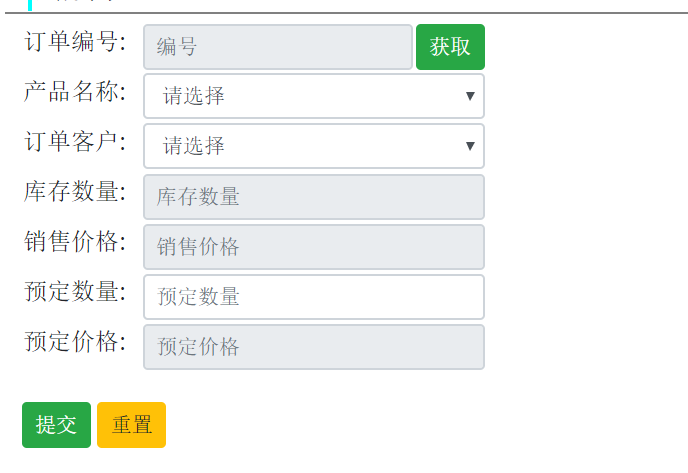 订单编号: 编号 获取
产品名称: 请选择
订单客户: 请选择
库存数量: 库存数量
销售价格: 销售价格
预定数量: 预定数量
预定价格: 预定价格
提交 重置